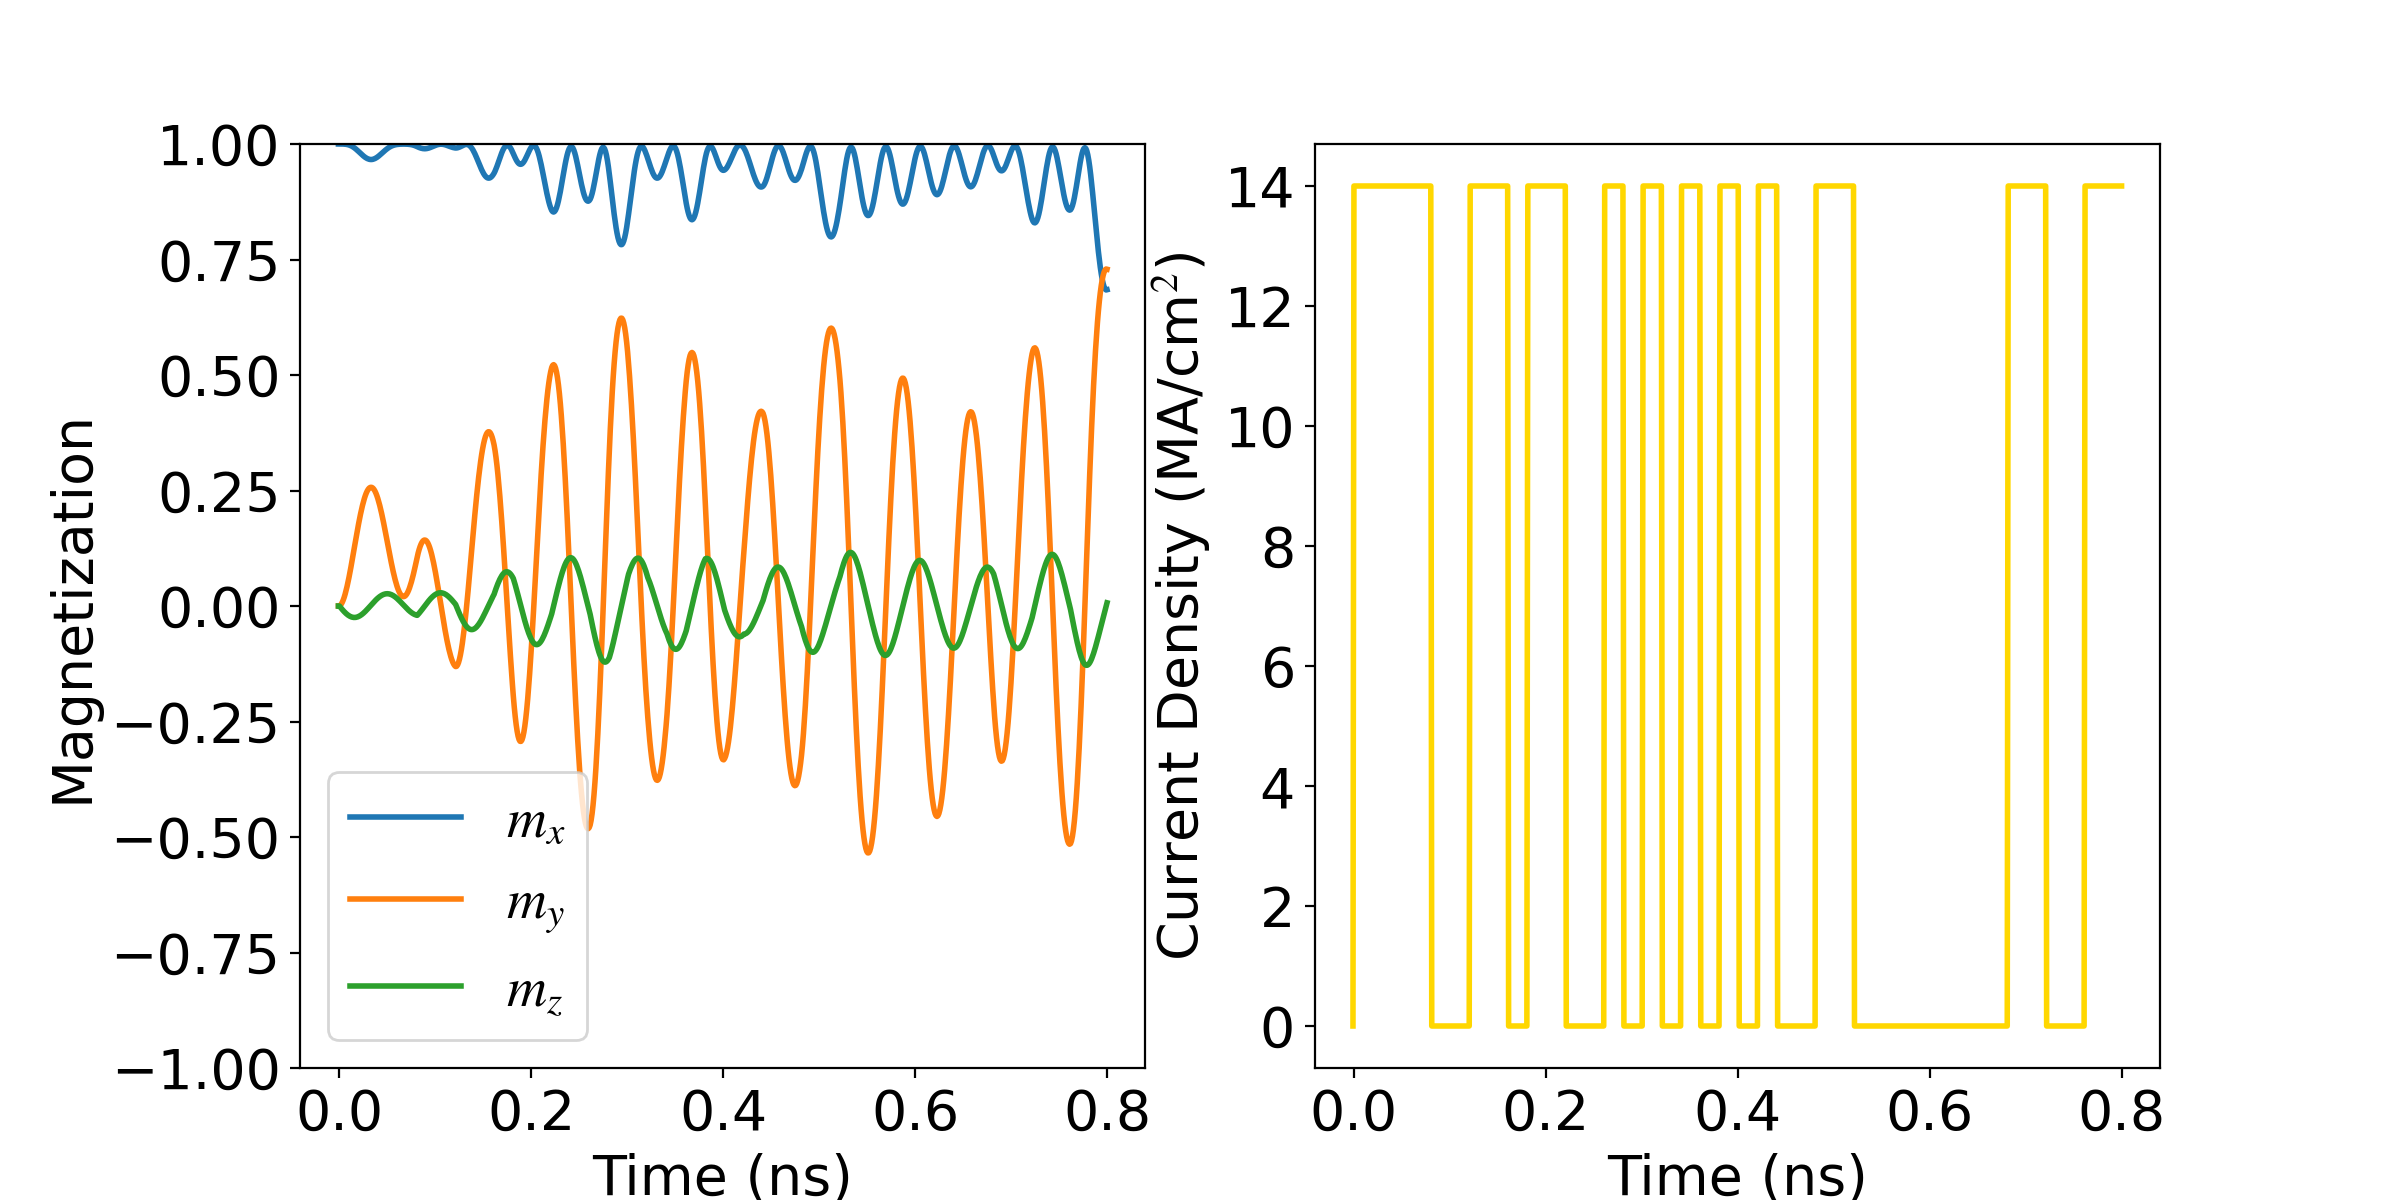 Magnetization
1.00
0.75
0.50
0.25
0.00
−0.25
−0.50
−0.75
−1.00
m_x
m_y
m_z
0.0 0.2 0.4 0.6 0.8
Time (ns)
Current Density (MA/cm²)
14
12
10
8
6
4
2
0
0.0 0.2 0.4 0.6 0.8
Time (ns)